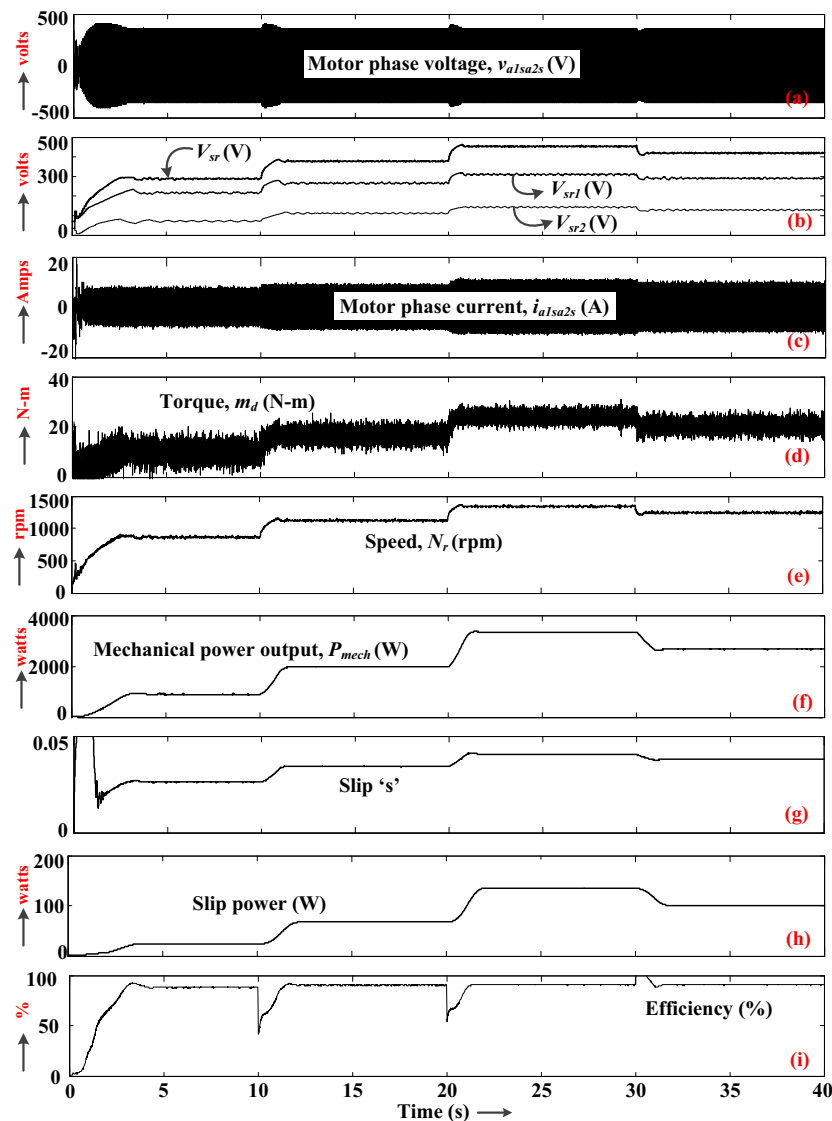 500
0
-500
volts
Motor phase voltage, va1sa2s (V)
(a)
500
300
0
volts
Vsr (V)
Vsr1 (V)
Vsr2 (V)
(b)
20
0
-20
Amps
Motor phase current, ia1sa2s (A)
(c)
40
20
0
N-m
Torque, md (N-m)
(d)
1500
1000
500
0
rpm
Speed, Nr (rpm)
(e)
4000
2000
0
watts
Mechanical power output, Pmech (W)
(f)
0.05
0
Slip ‘s’
(g)
200
100
0
watts
Slip power (W)
(h)
100
50
0
%
Efficiency (%)
(i)
0 5 10 15 20 25 30 35 40
Time (s)